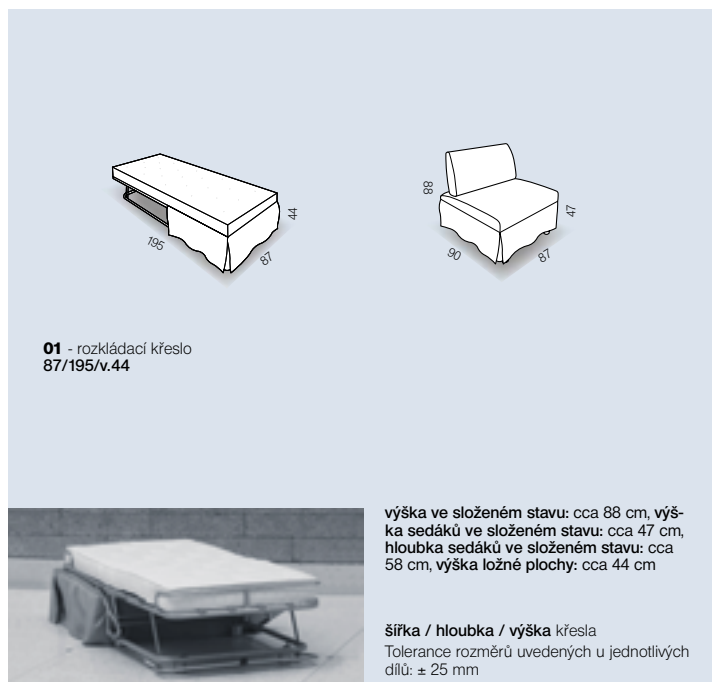 88
44
47
195
87
90
87
01 - rozkládací křeslo
87/195/v.44
výška ve složeném stavu: cca 88 cm, výš-
ka sedáků ve složeném stavu: cca 47 cm,
hloubka sedáků ve složeném stavu: cca
58 cm, výška ložné plochy: cca 44 cm
šířka / hloubka / výška křesla
Tolerance rozměrů uvedených u jednotlivých
dílů: ± 25 mm